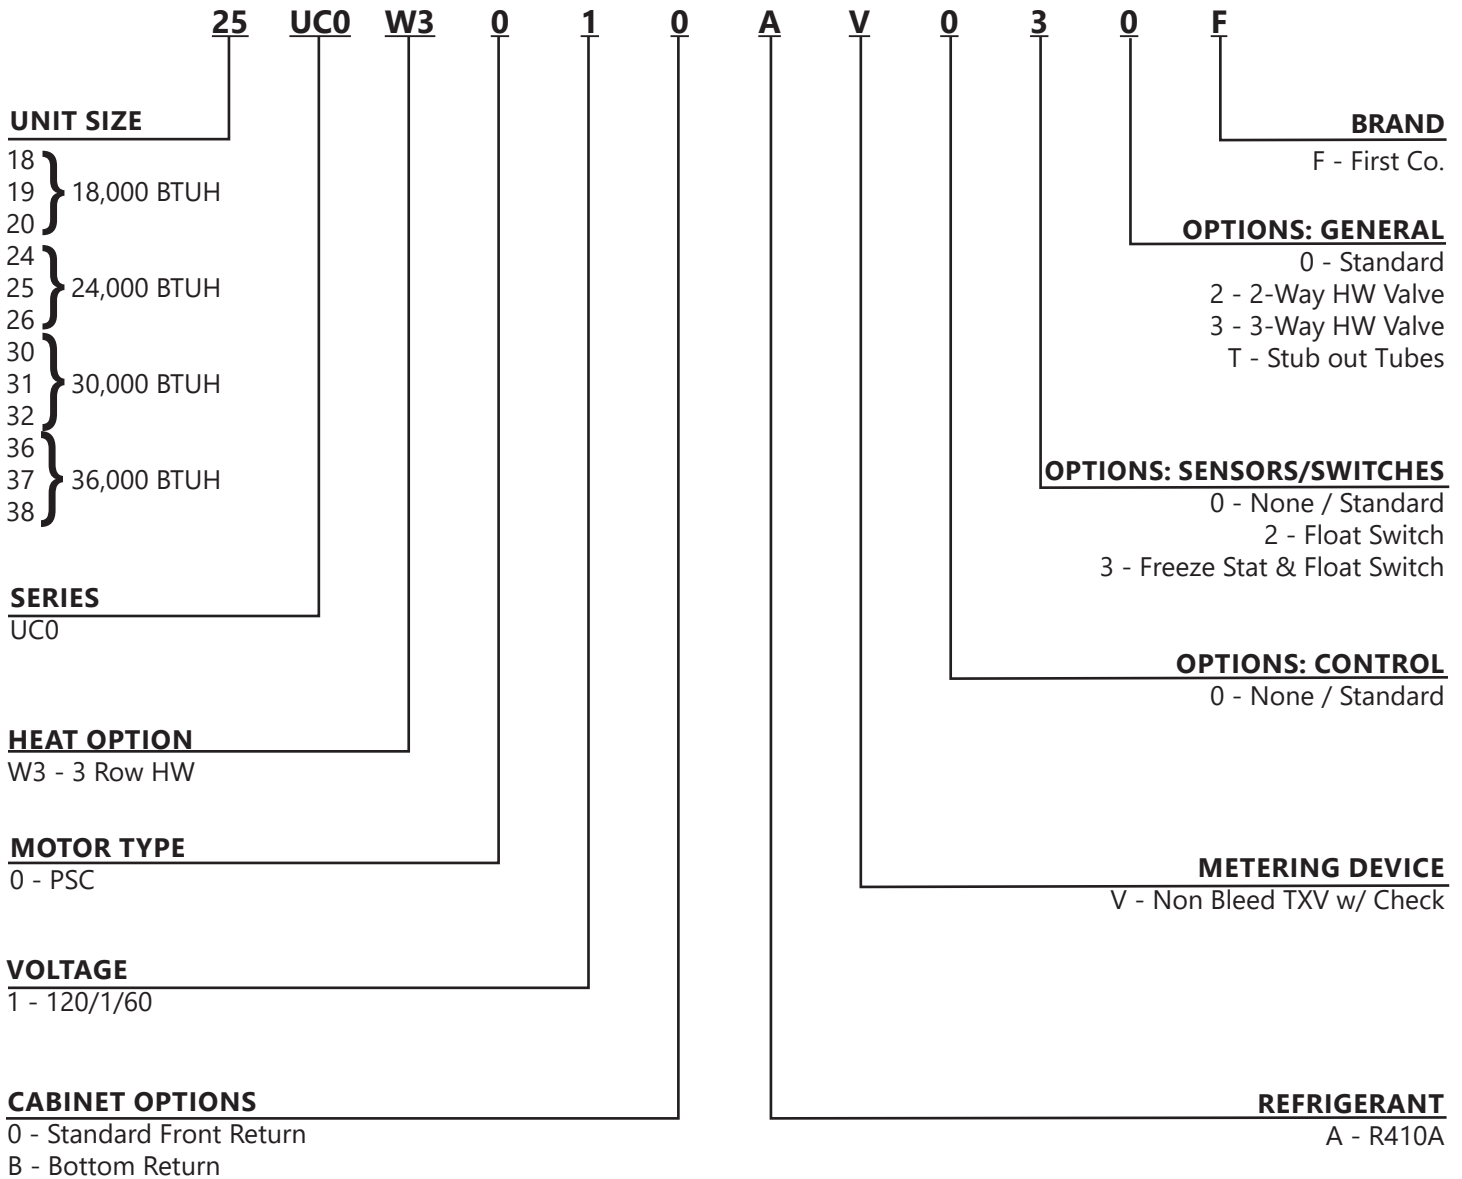 25 UC0 W3 0 1 0 A V 0 3 0 F
UNIT SIZE
18
19
20
18,000 BTUH
24
25
26
24,000 BTUH
30
31
32
30,000 BTUH
36
37
38
36,000 BTUH
SERIES
UC0
HEAT OPTION
W3 - 3 Row HW
MOTOR TYPE
0 - PSC
VOLTAGE
1 - 120/1/60
CABINET OPTIONS
0 - Standard Front Return
B - Bottom Return
BRAND
F - First Co.
OPTIONS: GENERAL
0 - Standard
2 - 2-Way HW Valve
3 - 3-Way HW Valve
T - Stub out Tubes
OPTIONS: SENSORS/SWITCHES
0 - None / Standard
2 - Float Switch
3 - Freeze Stat & Float Switch
OPTIONS: CONTROL
0 - None / Standard
METERING DEVICE
V - Non Bleed TXV w/ Check
REFRIGERANT
A - R410A